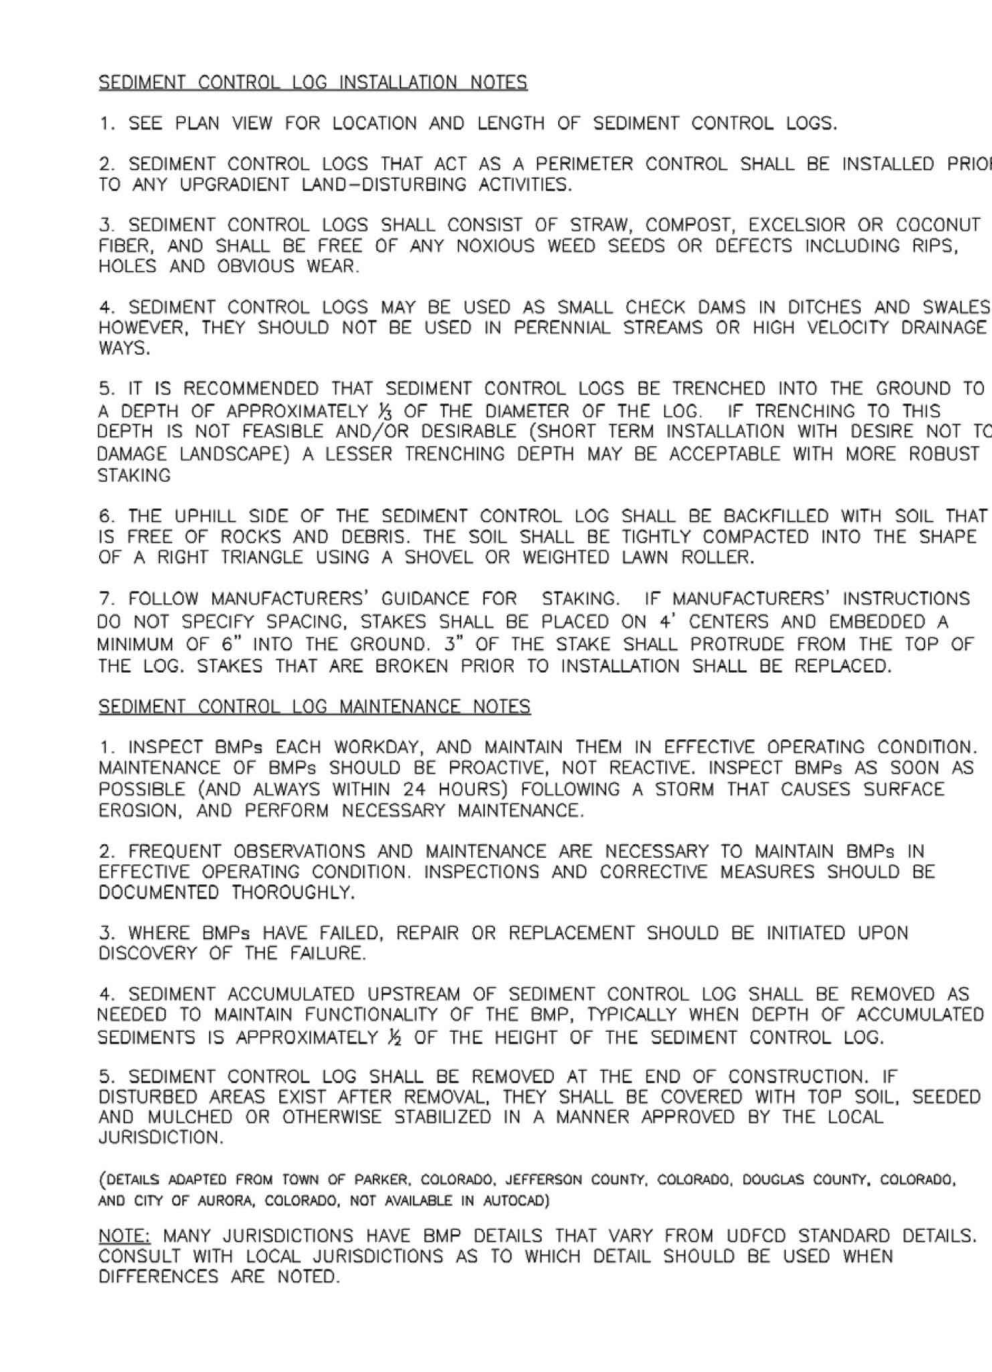 SEDIMENT CONTROL LOG INSTALLATION NOTES
1. SEE PLAN VIEW FOR LOCATION AND LENGTH OF SEDIMENT CONTROL LOGS.
2. SEDIMENT CONTROL LOGS THAT ACT AS A PERIMETER CONTROL SHALL BE INSTALLED PRIOR
TO ANY UPGRADIENT LAND-DISTURBING ACTIVITIES.
3. SEDIMENT CONTROL LOGS SHALL CONSIST OF STRAW, COMPOST, EXCELSIOR OR COCONUT
FIBER, AND SHALL BE FREE OF ANY NOXIOUS WEED SEEDS OR DEFECTS INCLUDING RIPS,
HOLES AND OBVIOUS WEAR.
4. SEDIMENT CONTROL LOGS MAY BE USED AS SMALL CHECK DAMS IN DITCHES AND SWALES
HOWEVER, THEY SHOULD NOT BE USED IN PERENNIAL STREAMS OR HIGH VELOCITY DRAINAGE
WAYS.
5. IT IS RECOMMENDED THAT SEDIMENT CONTROL LOGS BE TRENCHED INTO THE GROUND TO
A DEPTH OF APPROXIMATELY ⅓ OF THE DIAMETER OF THE LOG. IF TRENCHING TO THIS
DEPTH IS NOT FEASIBLE AND/OR DESIRABLE (SHORT TERM INSTALLATION WITH DESIRE NOT TO
DAMAGE LANDSCAPE) A LESSER TRENCHING DEPTH MAY BE ACCEPTABLE WITH MORE ROBUST
STAKING
6. THE UPHILL SIDE OF THE SEDIMENT CONTROL LOG SHALL BE BACKFILLED WITH SOIL THAT
IS FREE OF ROCKS AND DEBRIS. THE SOIL SHALL BE TIGHTLY COMPACTED INTO THE SHAPE
OF A RIGHT TRIANGLE USING A SHOVEL OR WEIGHTED LAWN ROLLER.
7. FOLLOW MANUFACTURERS' GUIDANCE FOR STAKING. IF MANUFACTURERS' INSTRUCTIONS
DO NOT SPECIFY SPACING, STAKES SHALL BE PLACED ON 4' CENTERS AND EMBEDDED A
MINIMUM OF 6" INTO THE GROUND. 3" OF THE STAKE SHALL PROTRUDE FROM THE TOP OF
THE LOG. STAKES THAT ARE BROKEN PRIOR TO INSTALLATION SHALL BE REPLACED.
SEDIMENT CONTROL LOG MAINTENANCE NOTES
1. INSPECT BMPs EACH WORKDAY, AND MAINTAIN THEM IN EFFECTIVE OPERATING CONDITION.
MAINTENANCE OF BMPs SHOULD BE PROACTIVE, NOT REACTIVE. INSPECT BMPs AS SOON AS
POSSIBLE (AND ALWAYS WITHIN 24 HOURS) FOLLOWING A STORM THAT CAUSES SURFACE
EROSION, AND PERFORM NECESSARY MAINTENANCE.
2. FREQUENT OBSERVATIONS AND MAINTENANCE ARE NECESSARY TO MAINTAIN BMPs IN
EFFECTIVE OPERATING CONDITION. INSPECTIONS AND CORRECTIVE MEASURES SHOULD BE
DOCUMENTED THOROUGHLY.
3. WHERE BMPs HAVE FAILED, REPAIR OR REPLACEMENT SHOULD BE INITIATED UPON
DISCOVERY OF THE FAILURE.
4. SEDIMENT ACCUMULATED UPSTREAM OF SEDIMENT CONTROL LOG SHALL BE REMOVED AS
NEEDED TO MAINTAIN FUNCTIONALITY OF THE BMP, TYPICALLY WHEN DEPTH OF ACCUMULATED
SEDIMENTS IS APPROXIMATELY ½ OF THE HEIGHT OF THE SEDIMENT CONTROL LOG.
5. SEDIMENT CONTROL LOG SHALL BE REMOVED AT THE END OF CONSTRUCTION. IF
DISTURBED AREAS EXIST AFTER REMOVAL, THEY SHALL BE COVERED WITH TOP SOIL, SEEDED
AND MULCHED OR OTHERWISE STABILIZED IN A MANNER APPROVED BY THE LOCAL
JURISDICTION.
(DETAILS ADAPTED FROM TOWN OF PARKER, COLORADO, JEFFERSON COUNTY, COLORADO, DOUGLAS COUNTY, COLORADO,
AND CITY OF AURORA, COLORADO, NOT AVAILABLE IN AUTOCAD)
NOTE: MANY JURISDICTIONS HAVE BMP DETAILS THAT VARY FROM UDFCD STANDARD DETAILS.
CONSULT WITH LOCAL JURISDICTIONS AS TO WHICH DETAIL SHOULD BE USED WHEN
DIFFERENCES ARE NOTED.